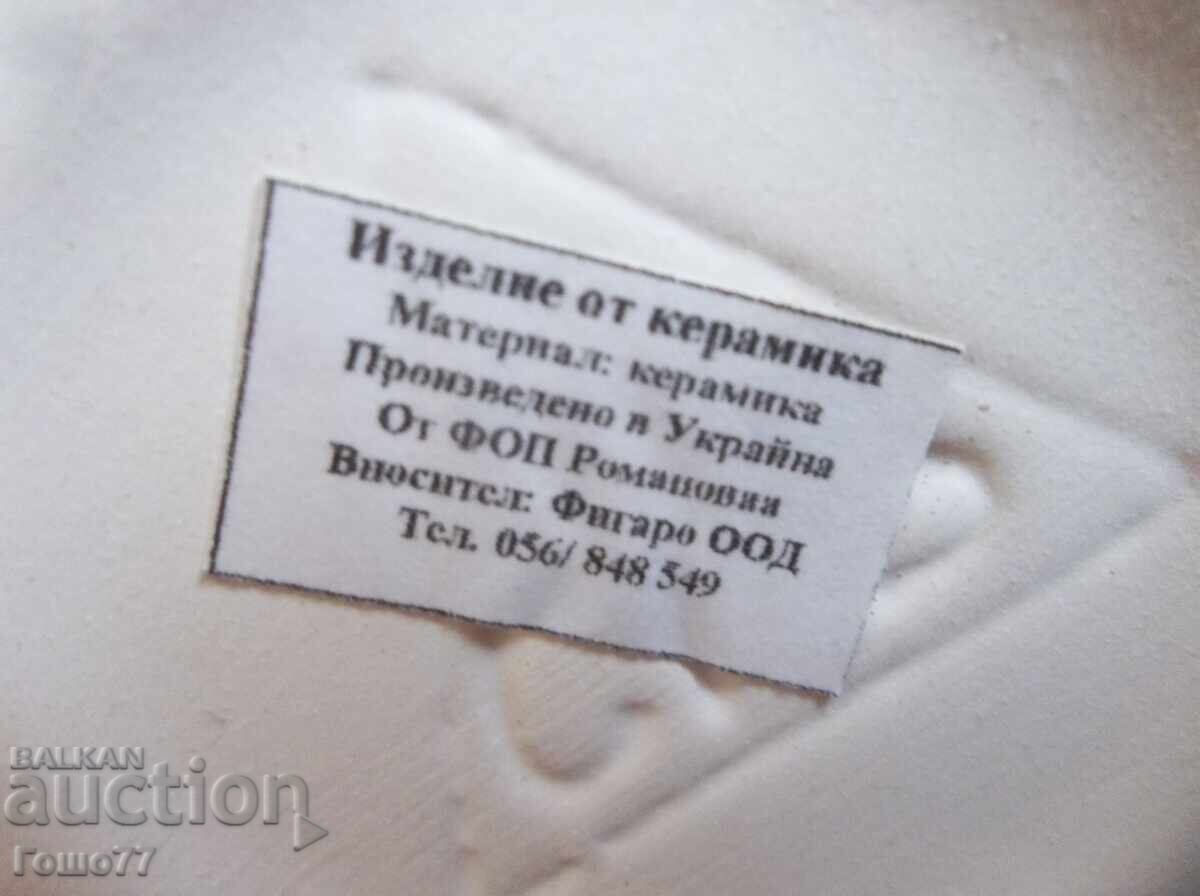 Изделие от керамика
Материал: керамика
Произведено в Украйна
От ФОП Романовиа
Вносител: Фигаро ООД
Тел. 056/ 848 549
BALKAN
auction
Гошо77